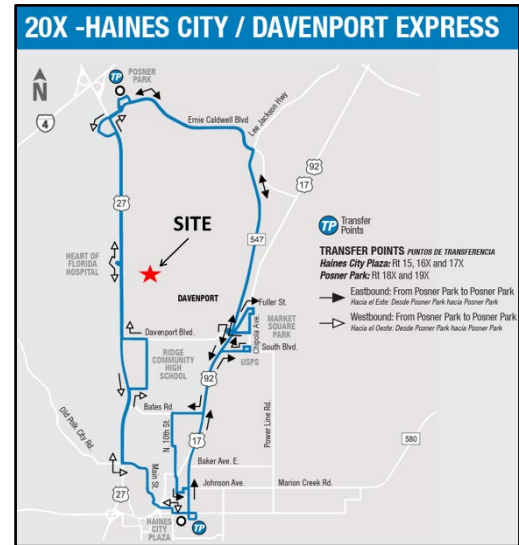 20X -HAINES CITY / DAVENPORT EXPRESS
N
TP
POSNER
PARK
4
Ernie Caldwell Blvd
Lee Jackson Hwy
92
17
27
SITE
547
HEART OF
FLORIDA
HOSPITAL
DAVENPORT
TP Transfer
Points
TRANSFER POINTS PUNTOS DE TRANSFERENCIA
Haines City Plaza: Rt 15, 16X and 17X
Posner Park: Rt 18X and 19X
Eastbound: From Posner Park to Posner Park
Hacia el Este: Desde Posner Park hacia Posner Park
Westbound: From Posner Park to Posner Park
Hacia el Oeste: Desde Posner Park hacia Posner Park
Fuller St.
MARKET
SQUARE
PARK
Chipola Ave.
Davenport Blvd.
South Blvd.
USPS
RIDGE
COMMUNITY
HIGH
SCHOOL
92
Bates Rd.
Old Polk City Rd.
N. 10th St.
17
Power Line Rd.
580
Baker Ave. E.
Main St.
27
Johnson Ave.
Marion Creek Rd.
HAINES
CITY
PLAZA
TP